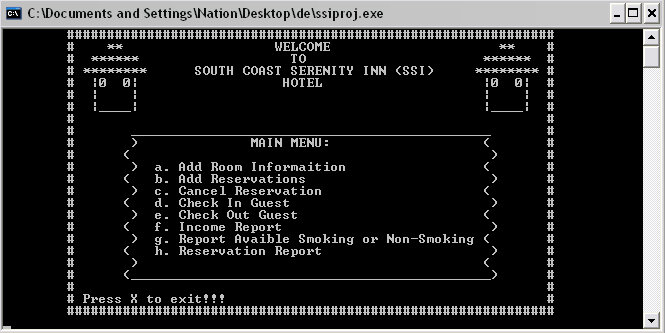 C:\Documents and Settings\Nation\Desktop\de\ssiproj.exe
WELCOME
TO
SOUTH COAST SERENITY INN (SSI)
HOTEL
MAIN MENU:
a. Add Room Informaition
b. Add Reservations
c. Cancel Reservation
d. Check In Guest
e. Check Out Guest
f. Income Report
g. Report Avaible Smoking or Non-Smoking
h. Reservation Report
Press X to exit!!!